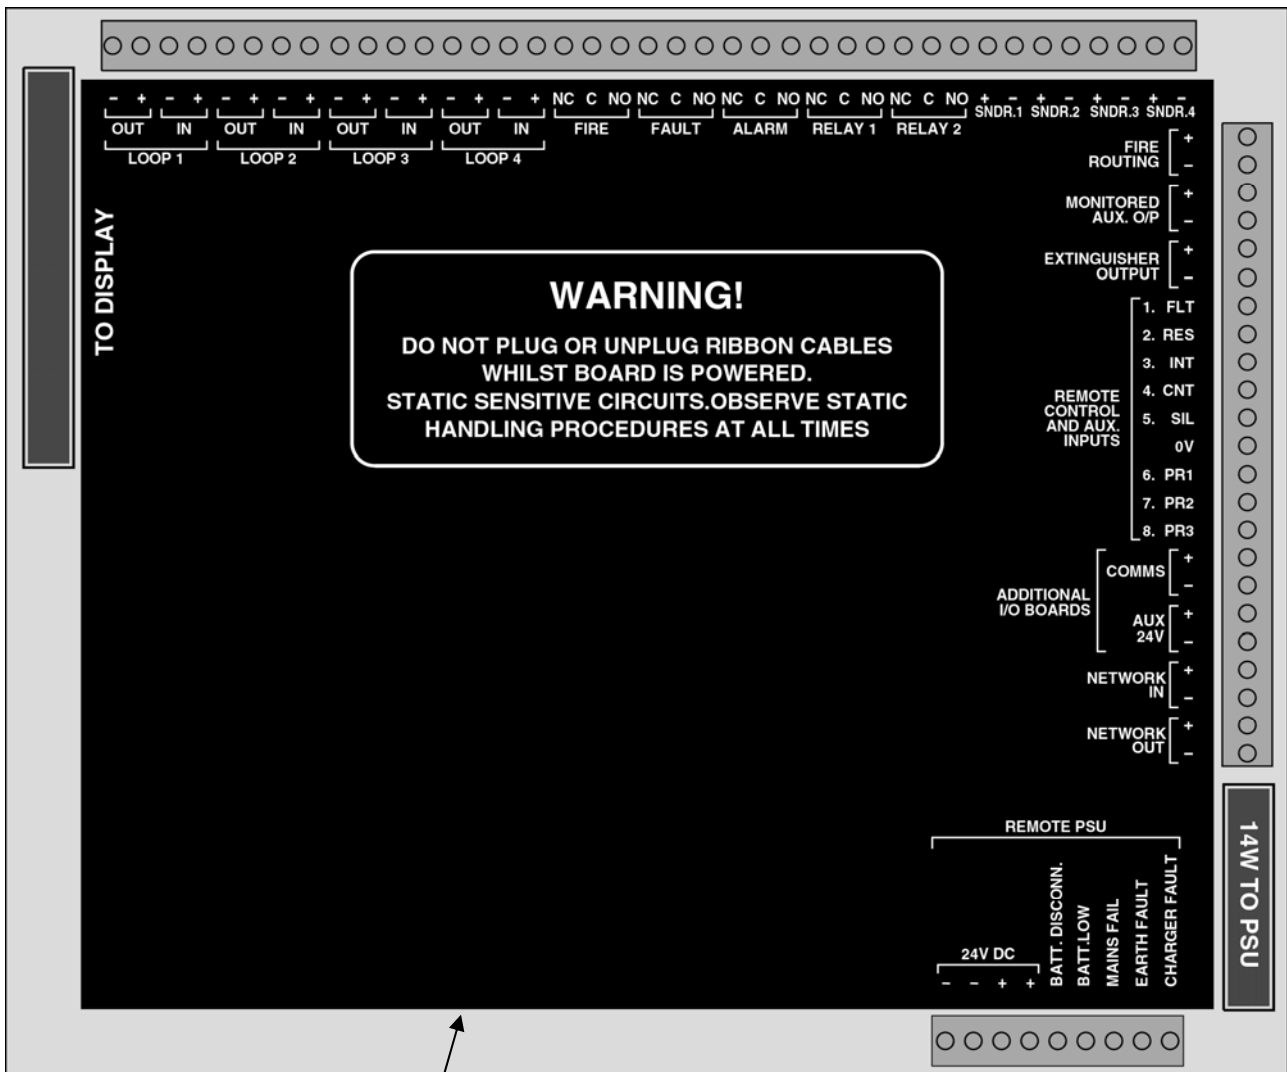 − + − + − + − + − + − + − + − + NC C NO NC C NO NC C NO NC C NO NC C NO + − + − + − + −
OUT IN OUT IN OUT IN OUT IN FIRE FAULT ALARM RELAY 1 RELAY 2 SNDR.1 SNDR.2 SNDR.3 SNDR.4
LOOP 1 LOOP 2 LOOP 3 LOOP 4
TO DISPLAY
WARNING!
DO NOT PLUG OR UNPLUG RIBBON CABLES
WHILST BOARD IS POWERED.
STATIC SENSITIVE CIRCUITS.OBSERVE STATIC
HANDLING PROCEDURES AT ALL TIMES
FIRE +
ROUTING −
MONITORED +
AUX. O/P −
EXTINGUISHER +
OUTPUT −
REMOTE
CONTROL
AND AUX.
INPUTS
1. FLT
2. RES
3. INT
4. CNT
5. SIL
0V
6. PR1
7. PR2
8. PR3
ADDITIONAL
I/O BOARDS
COMMS + −
AUX +
24V −
NETWORK +
IN −
NETWORK +
OUT −
REMOTE PSU
24V DC
− − + +
BATT. DISCONN.
BATT.LOW
MAINS FAIL
EARTH FAULT
CHARGER FAULT
14W TO PSU